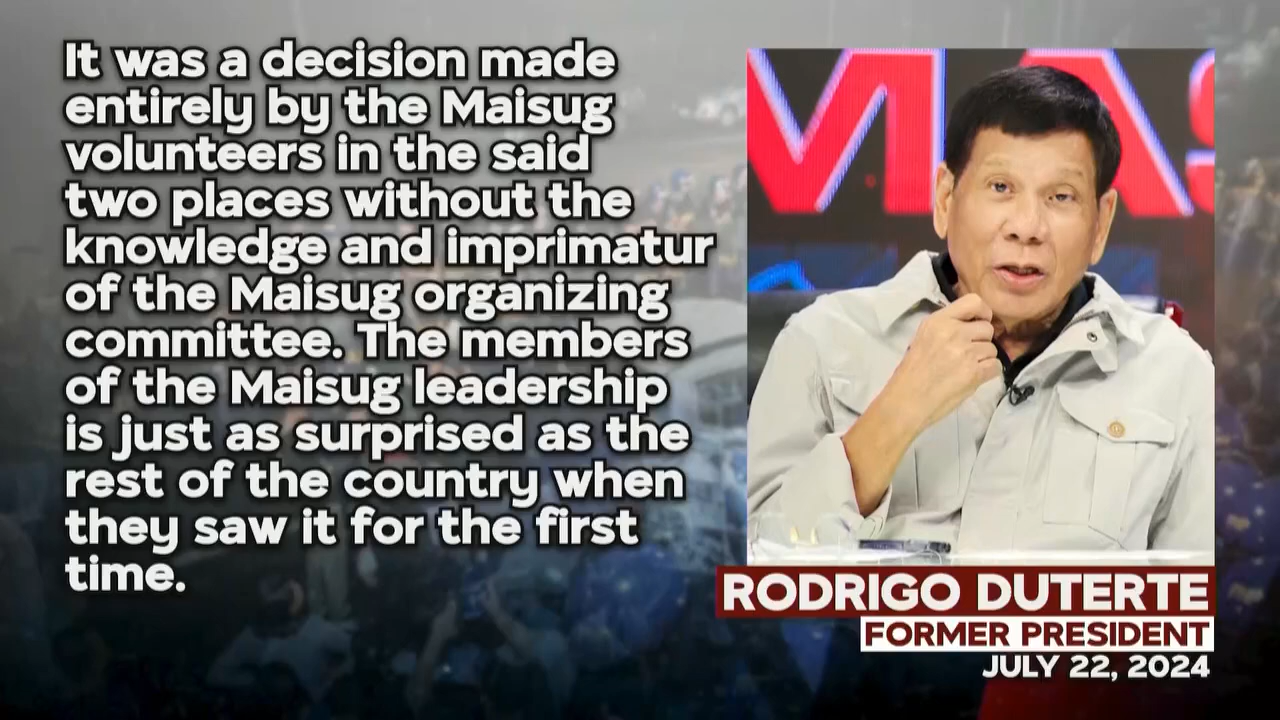 It was a decision made
entirely by the Maisug
volunteers in the said
two places without the
knowledge and imprimatur
of the Maisug organizing
committee. The members
of the Maisug leadership
is just as surprised as the
rest of the country when
they saw it for the first
time.
MAS
RODRIGO DUTERTE
FORMER PRESIDENT
JULY 22, 2024